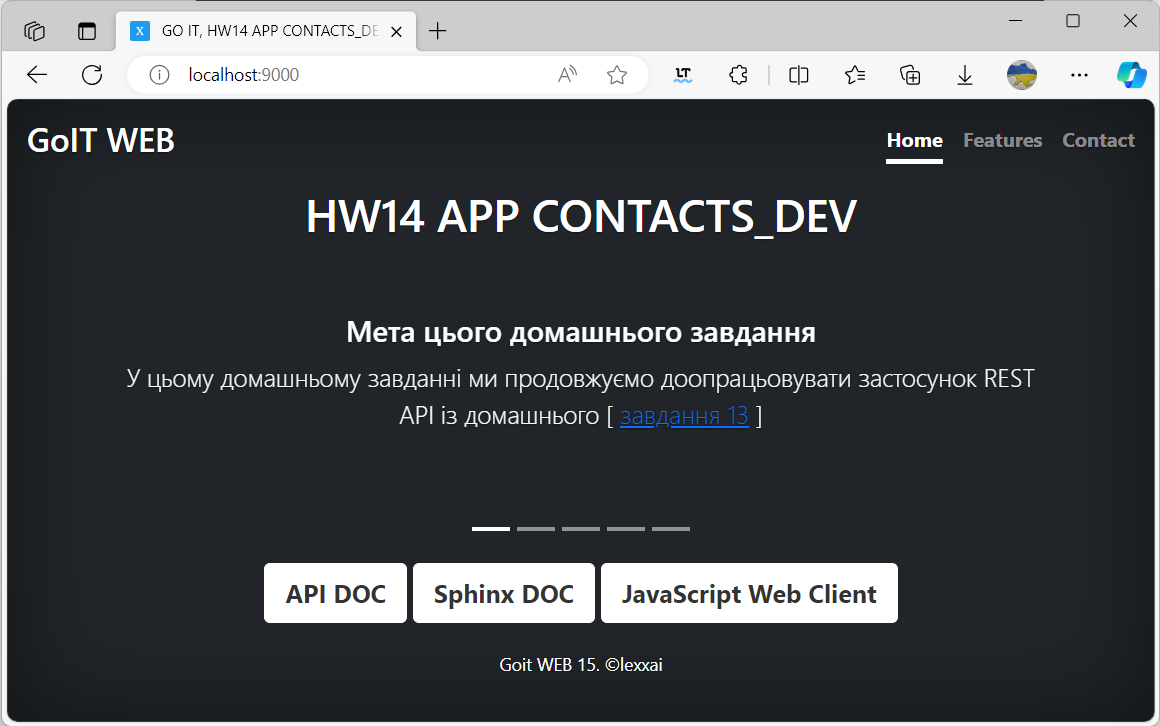 X GO IT, HW14 APP CONTACTS_DE
localhost:9000
LT
GoIT WEB
Home Features Contact
HW14 APP CONTACTS_DEV
Мета цього домашнього завдання
У цьому домашньому завданні ми продовжуємо доопрацьовувати застосунок REST
API із домашнього [ завдання 13 ]
API DOC Sphinx DOC JavaScript Web Client
Goit WEB 15. ©lexxai